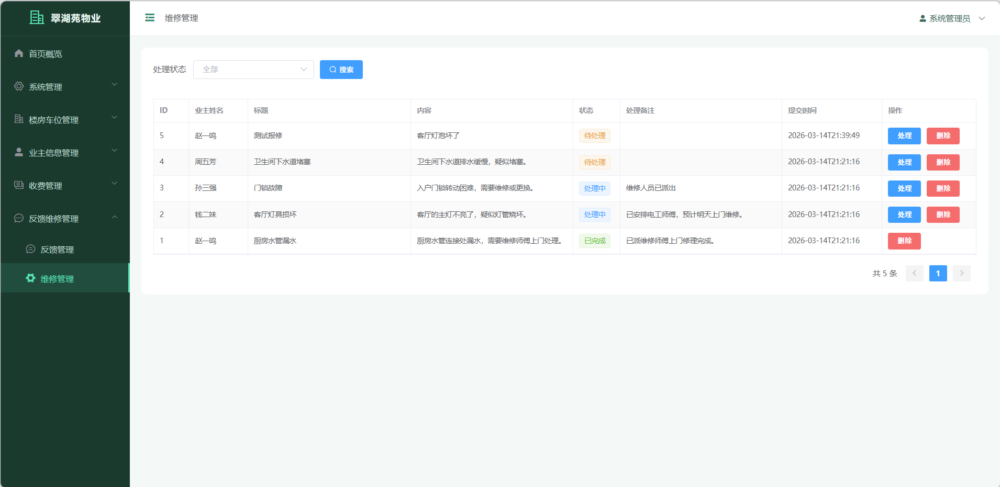 翠湖苑物业
维修管理
系统管理员
首页概览
系统管理
楼房车位管理
业主信息管理
收费管理
反馈维修管理
反馈管理
维修管理
处理状态 全部 搜索
ID 业主姓名 标题 内容 状态 处理备注 提交时间 操作
5 赵一鸣 测试报修 客厅灯泡坏了 待处理 2026-03-14T21:39:49 处理 删除
4 周五芳 卫生间下水道堵塞 卫生间下水道排水缓慢，疑似堵塞。 待处理 2026-03-14T21:21:16 处理 删除
3 孙三强 门锁故障 入户门锁转动困难，需要维修或更换。 处理中 维修人员已派出 2026-03-14T21:21:16 处理 删除
2 钱二妹 客厅灯具损坏 客厅的主灯不亮了，疑似灯管烧坏。 处理中 已安排电工师傅，预计明天上门维修。 2026-03-14T21:21:16 处理 删除
1 赵一鸣 厨房水管漏水 厨房水管连接处漏水，需要维修师傅上门处理。 已完成 已派维修师傅上门修理完成。 2026-03-14T21:21:16 删除
共 5 条 1